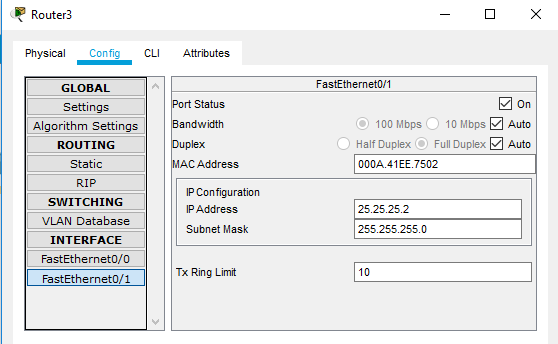 Router3
Physical Config CLI Attributes
GLOBAL
Settings
Algorithm Settings
ROUTING
Static
RIP
SWITCHING
VLAN Database
INTERFACE
FastEthernet0/0
FastEthernet0/1
FastEthernet0/1
Port Status On
Bandwidth 100 Mbps 10 Mbps Auto
Duplex Half Duplex Full Duplex Auto
MAC Address 000A.41EE.7502
IP Configuration
IP Address 25.25.25.2
Subnet Mask 255.255.255.0
Tx Ring Limit 10